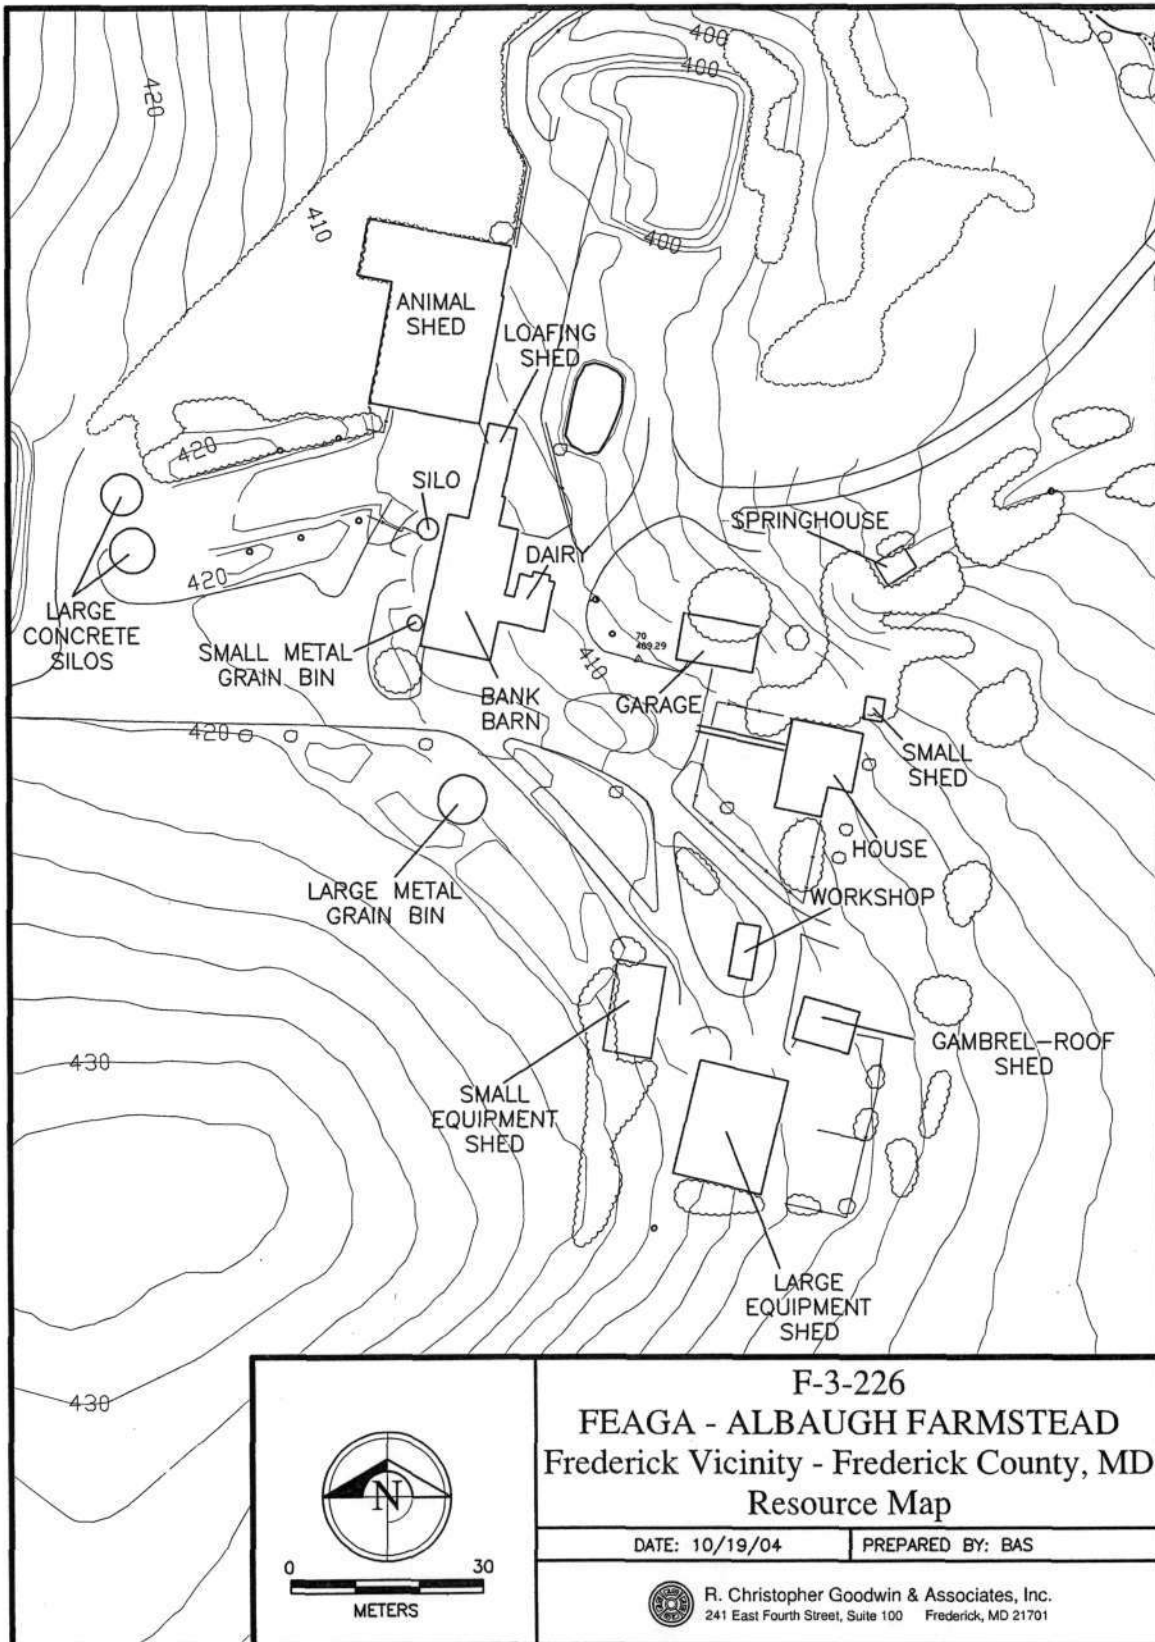 400
400
420
410
400
ANIMAL
SHED
LOAFING
SHED
420
SILO
SPRINGHOUSE
DAIRY
420
LARGE
CONCRETE
SILOS
SMALL METAL
GRAIN BIN
70
469.29
410
BANK
BARN
GARAGE
420
SMALL
SHED
HOUSE
LARGE METAL
GRAIN BIN
WORKSHOP
430
GAMBREL-ROOF
SHED
SMALL
EQUIPMENT
SHED
LARGE
EQUIPMENT
SHED
430
N
0 30
METERS
F-3-226
FEAGA - ALBAUGH FARMSTEAD
Frederick Vicinity - Frederick County, MD
Resource Map
DATE: 10/19/04
PREPARED BY: BAS
R. Christopher Goodwin & Associates, Inc.
241 East Fourth Street, Suite 100 Frederick, MD 21701